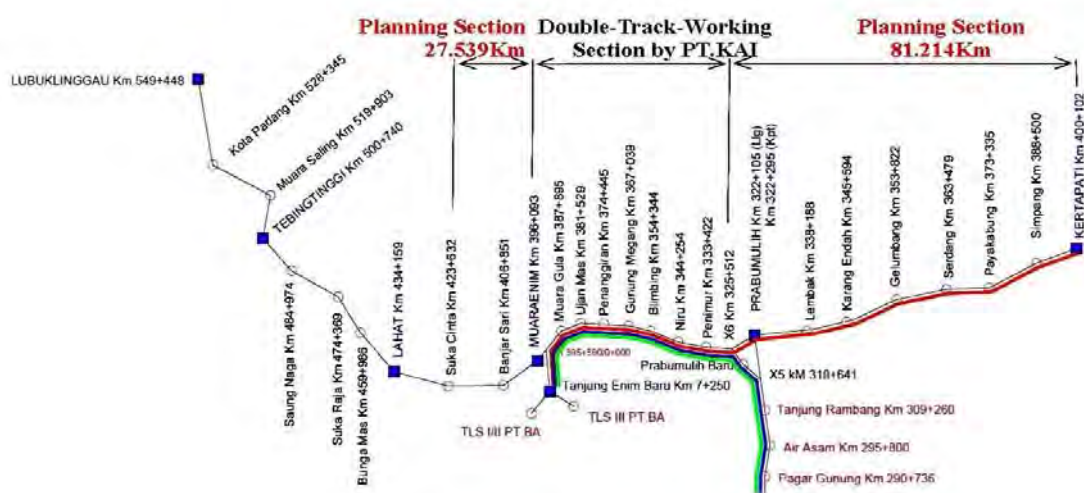 Planning Section
27.539Km
Double-Track-Working
Section by PT.KAI
Planning Section
81.214Km
LUBUKLINGGAU Km 549+448
Kota Padang Km 526+345
Muara Saling Km 519+903
TEBINGTINGGI Km 500+740
Saung Naga Km 484+974
Suka Raja Km 474+369
Bunga Mas Km 459+986
LAHAT Km 434+159
Suka Cinta Km 423+632
Banjar Sari Km 406+851
MUARAENIM Km 396+093
Muara Gula Km 387+895
Ujan Mas Km 381+529
Penanggiran Km 374+445
Gunung Megang Km 367+039
Blimbing Km 354+344
Niru Km 344+254
Penimur Km 333+422
X6 Km 325+512
PRABUMULIH Km 322+105 (Llg)
Km 322+295 (Kpt)
Lembak Km 338+188
Karang Endah Km 345+594
Gelumbang Km 353+822
Serdang Km 363+479
Payakabung Km 373+335
Simpang Km 388+500
KERTAPATI Km 400+102
Prabumulih Baru
X5 kM 318+641
Tanjung Enim Baru Km 7+250
TLS I/II PT BA
TLS III PT BA
Tanjung Rambang Km 309+260
Air Asam Km 295+800
Pagar Gunung Km 290+736